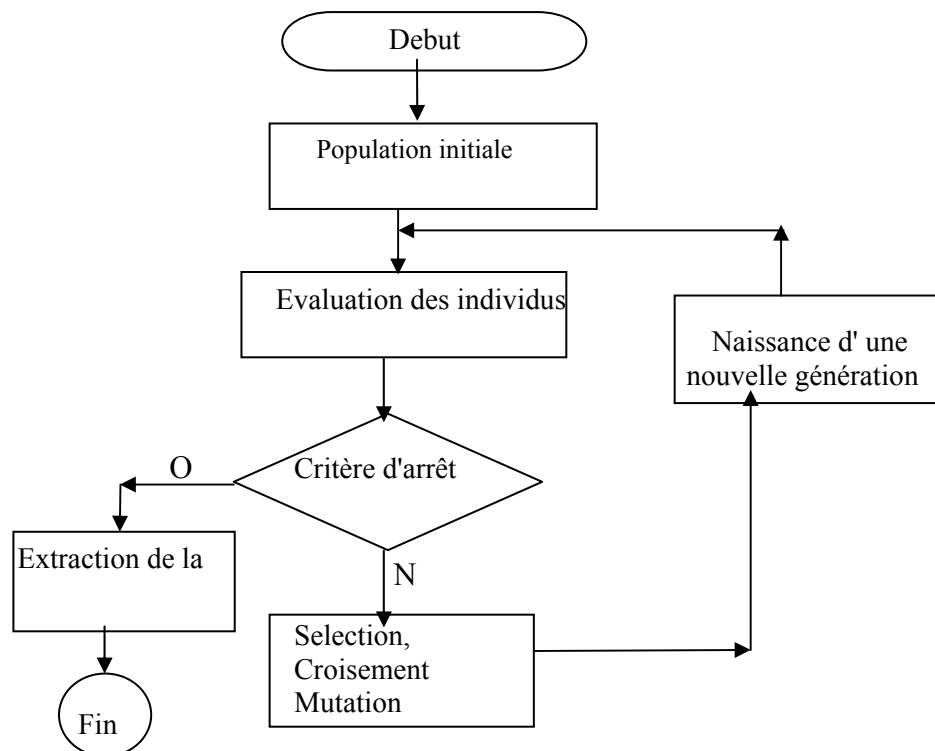 Debut
Population initiale
Evaluation des individus
Naissance d' une
nouvelle génération
Critère d'arrêt
O
Extraction de la
N
Selection,
Croisement
Mutation
Fin